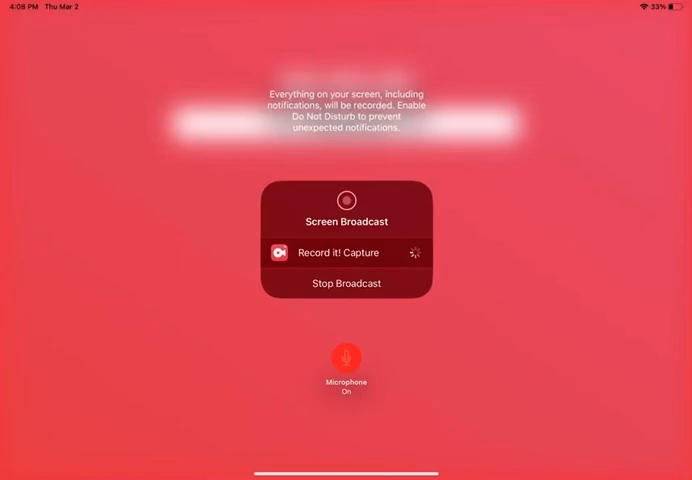 4:08 PM Thu Mar 2
33%
Everything on your screen, including
notifications, will be recorded. Enable
Do Not Disturb to prevent
unexpected notifications.
Screen Broadcast
Record it! Capture
Stop Broadcast
Microphone
On